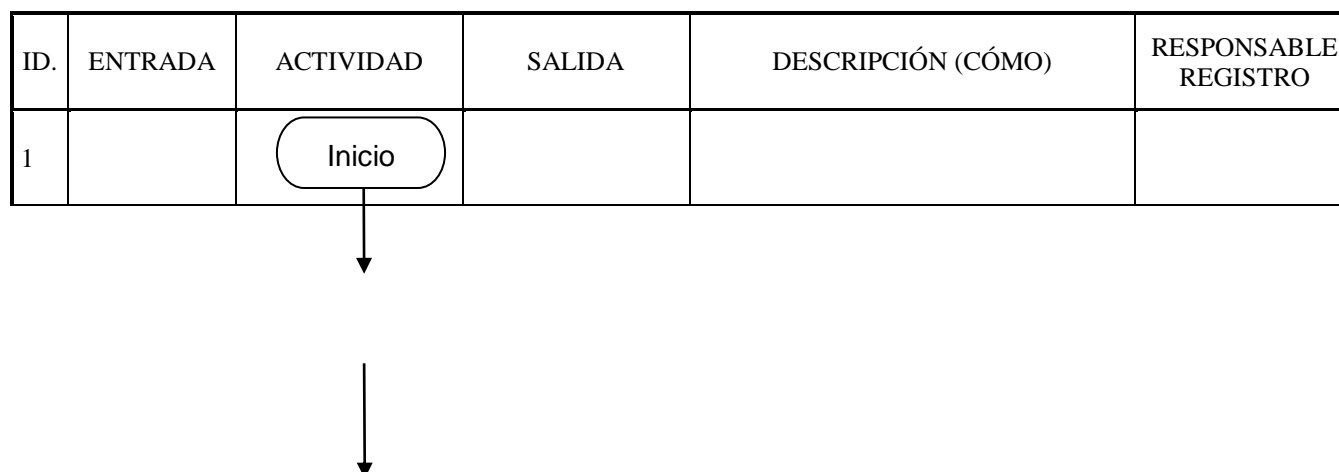 ID. ENTRADA ACTIVIDAD SALIDA DESCRIPCIÓN (CÓMO) RESPONSABLE
REGISTRO
1 Inicio